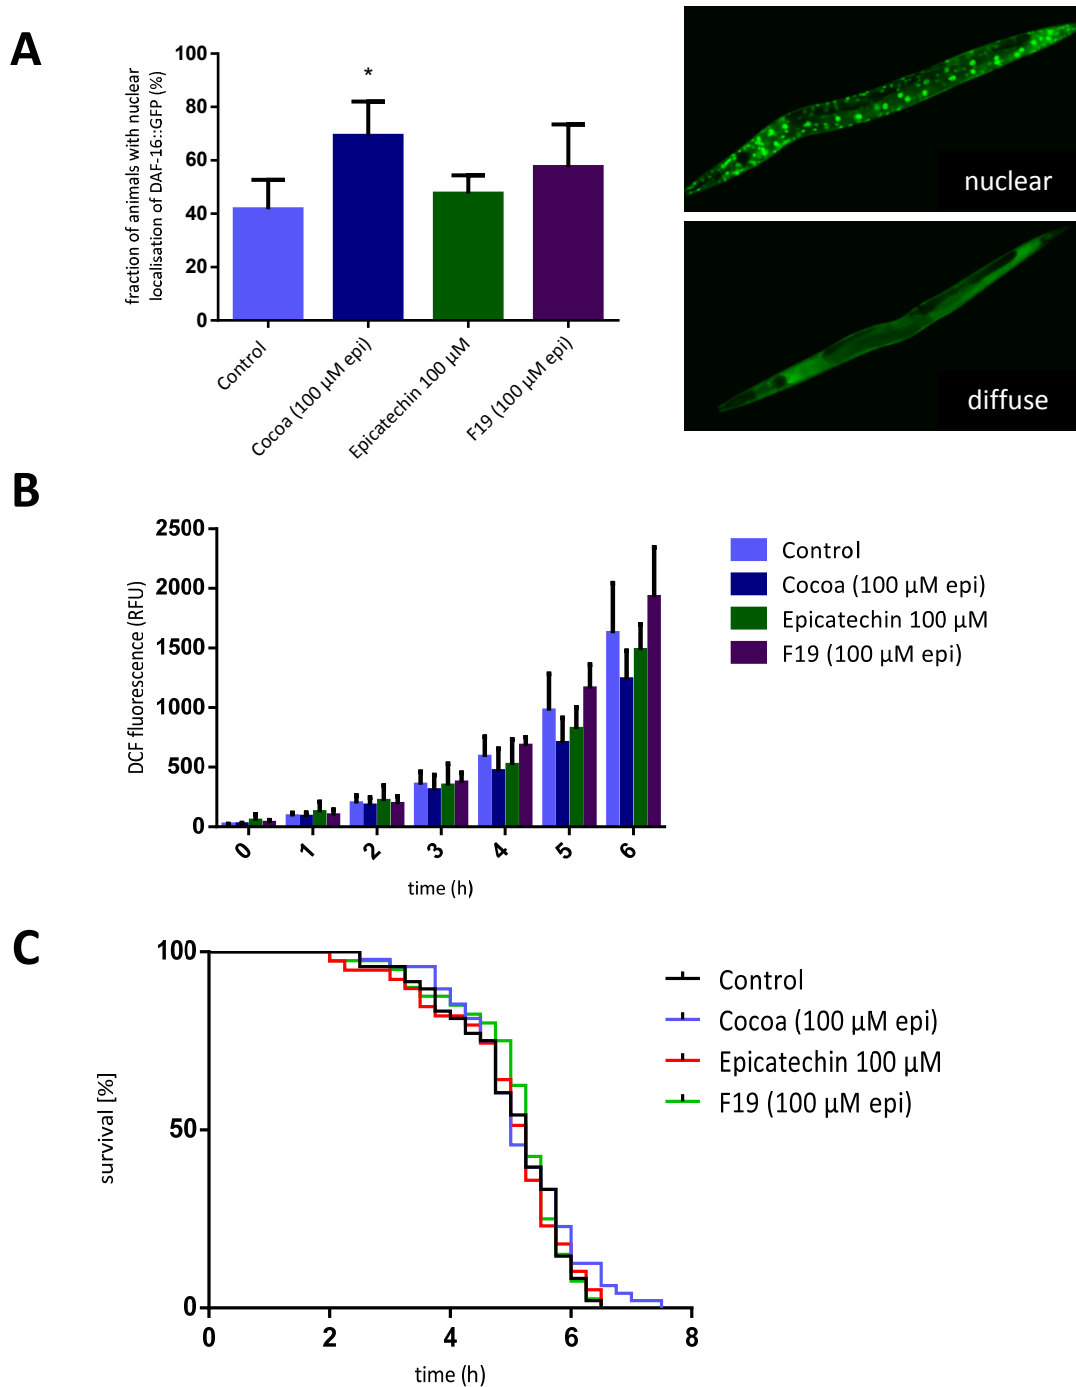 A
fraction of animals with nuclear
localisation of DAF-16::GFP (%)
100
80
60
40
20
0
*
Control
Cocoa (100 µM epi)
Epicatechin 100 µM
F19 (100 µM epi)
nuclear
diffuse
B
DCF fluorescence (RFU)
2500
2000
1500
1000
500
0
0 1 2 3 4 5 6
time (h)
Control
Cocoa (100 µM epi)
Epicatechin 100 µM
F19 (100 µM epi)
C
survival [%]
100
50
0
0 2 4 6 8
time (h)
Control
Cocoa (100 µM epi)
Epicatechin 100 µM
F19 (100 µM epi)